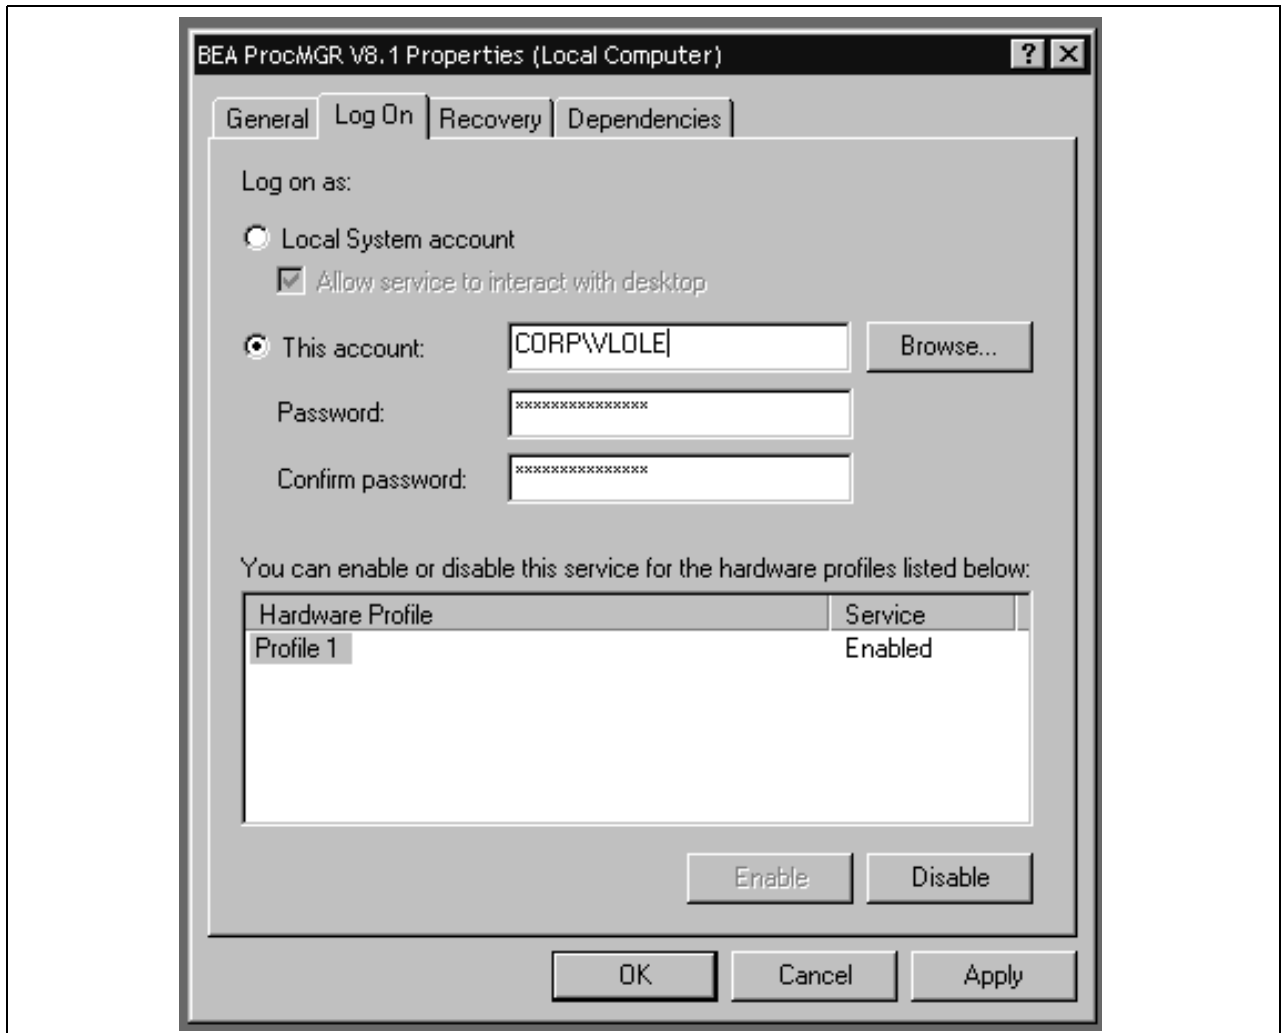 BEA ProcMGR V8.1 Properties (Local Computer)
General Log On Recovery Dependencies
Log on as:
Local System account
Allow service to interact with desktop
This account: CORP\VLOLE Browse...
Password: ***************
Confirm password: ***************
You can enable or disable this service for the hardware profiles listed below:
Hardware Profile Service
Profile 1 Enabled
Enable Disable
OK Cancel Apply